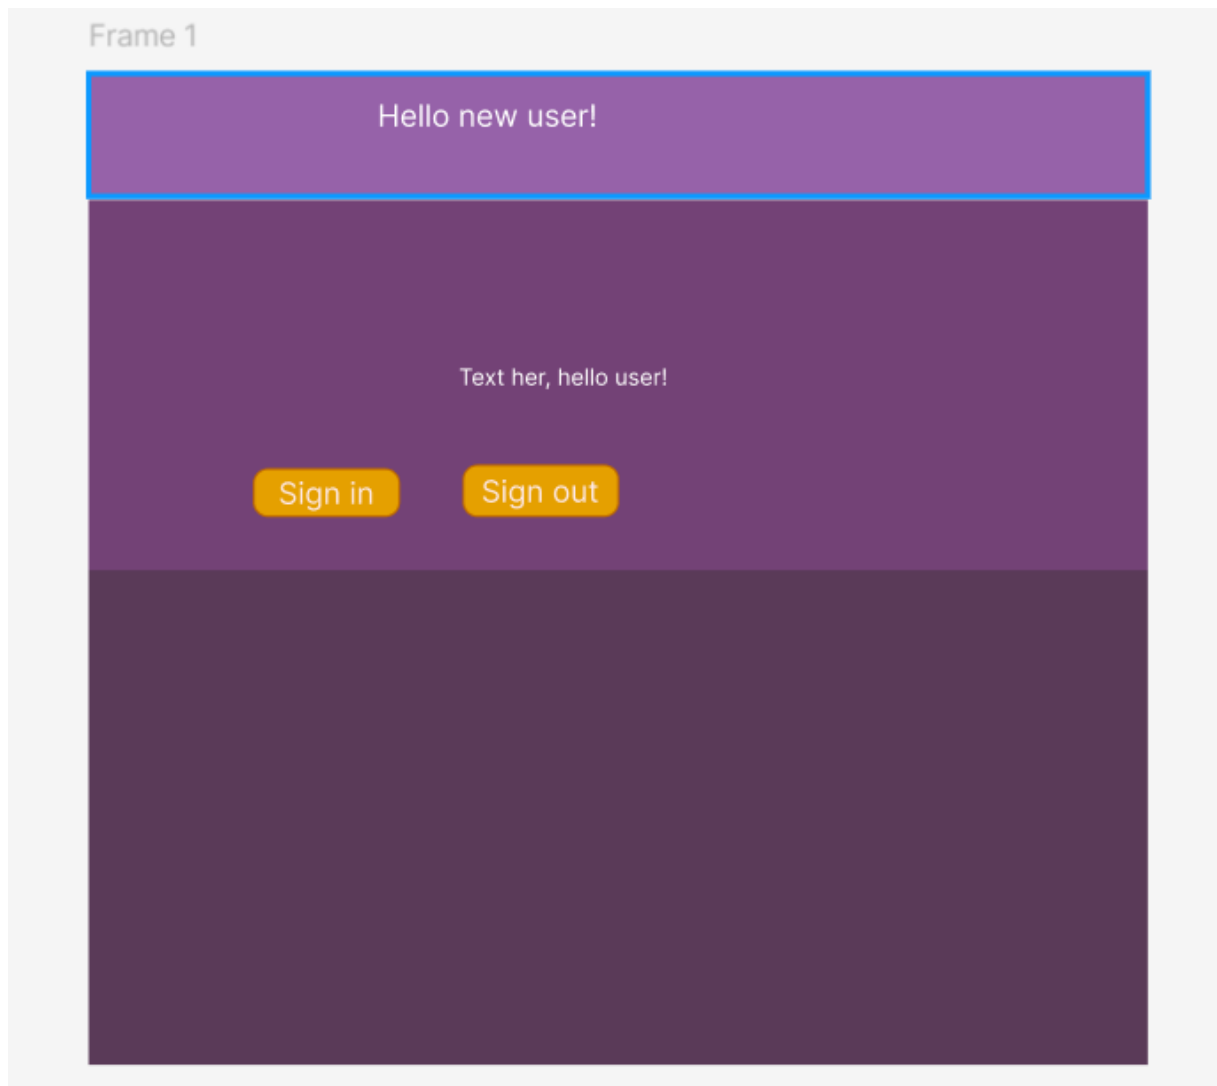 Frame 1
Hello new user!
Text her, hello user!
Sign in
Sign out